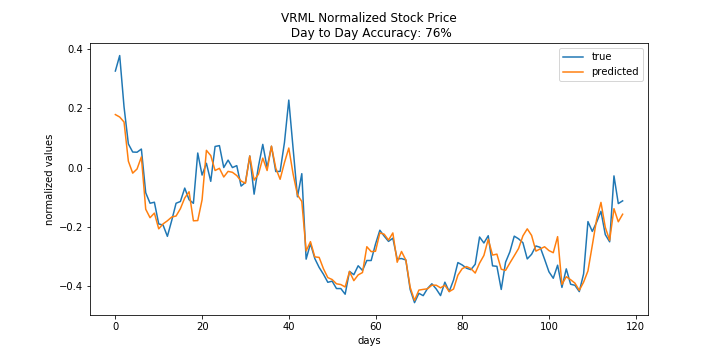 VRML Normalized Stock Price
Day to Day Accuracy: 76%
true
predicted
normalized values
0.4
0.2
0.0
−0.2
−0.4
0
20
40
60
80
100
120
days